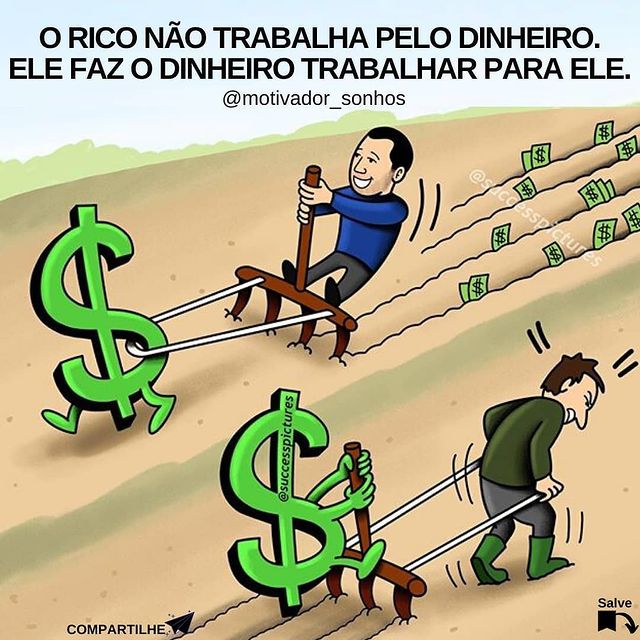 O RICO NÃO TRABALHA PELO DINHEIRO.
ELE FAZ O DINHEIRO TRABALHAR PARA ELE.
@motivador_sonhos
@successpictures
@successpictures
COMPARTILHE
Salve